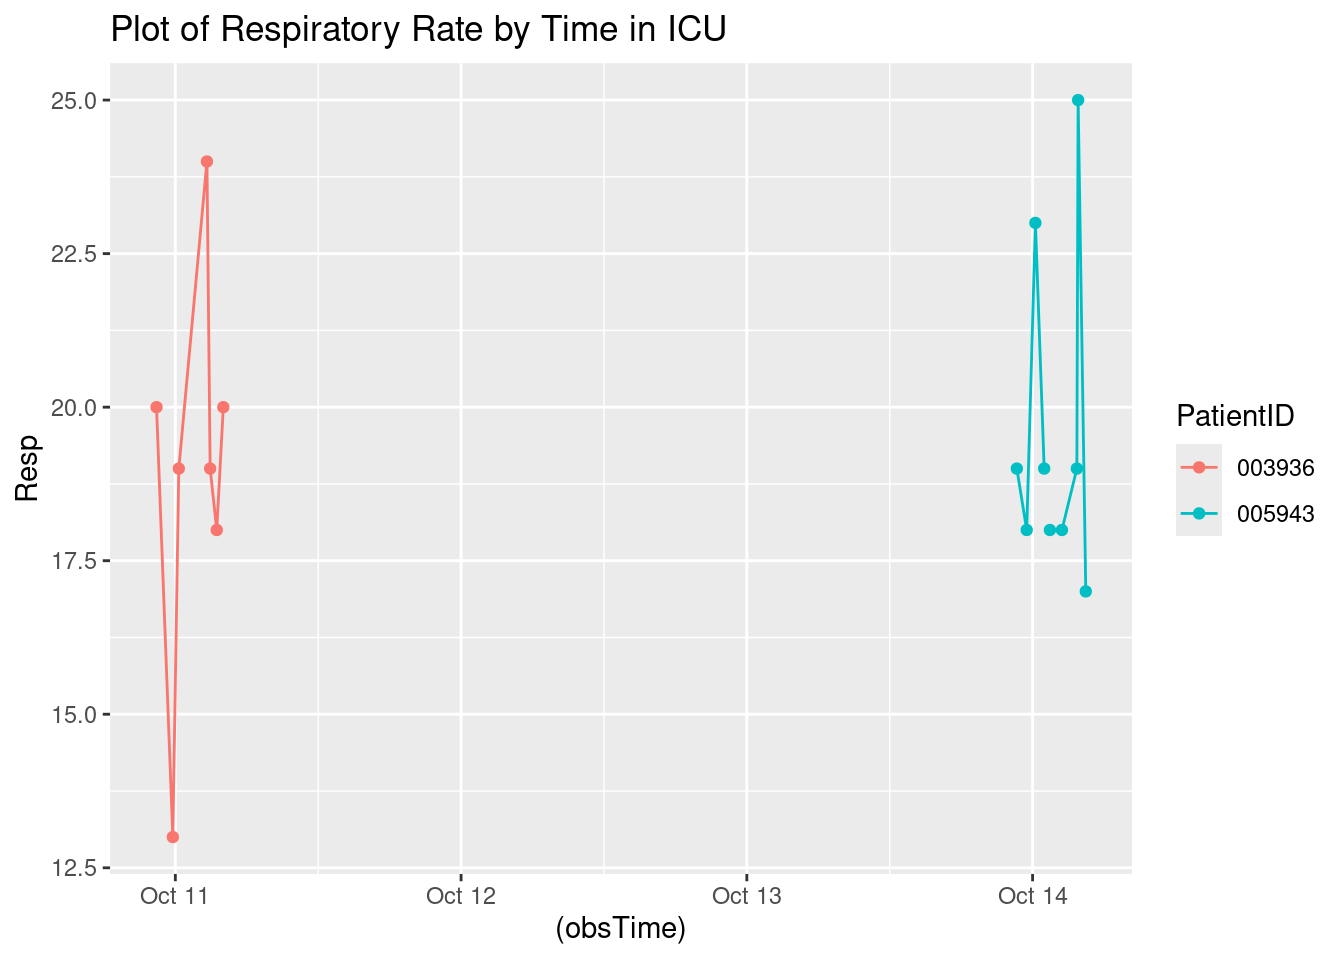 Plot of Respiratory Rate by Time in ICU
25.0
22.5
20.0
17.5
15.0
12.5
Resp
Oct 11 Oct 12 Oct 13 Oct 14
(obsTime)
PatientID
003936
005943